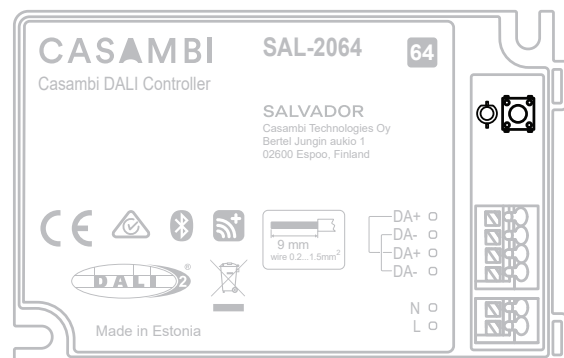 CASAMBI
Casambi DALI Controller
SAL-2064
64
SALVADOR
Casambi Technologies Oy
Bertel Jungin aukio 1
02600 Espoo, Finland
9 mm
wire 0.2...1.5mm²
DA+
DA-
DA+
DA-
N
L
CE
DALI 2®
Made in Estonia